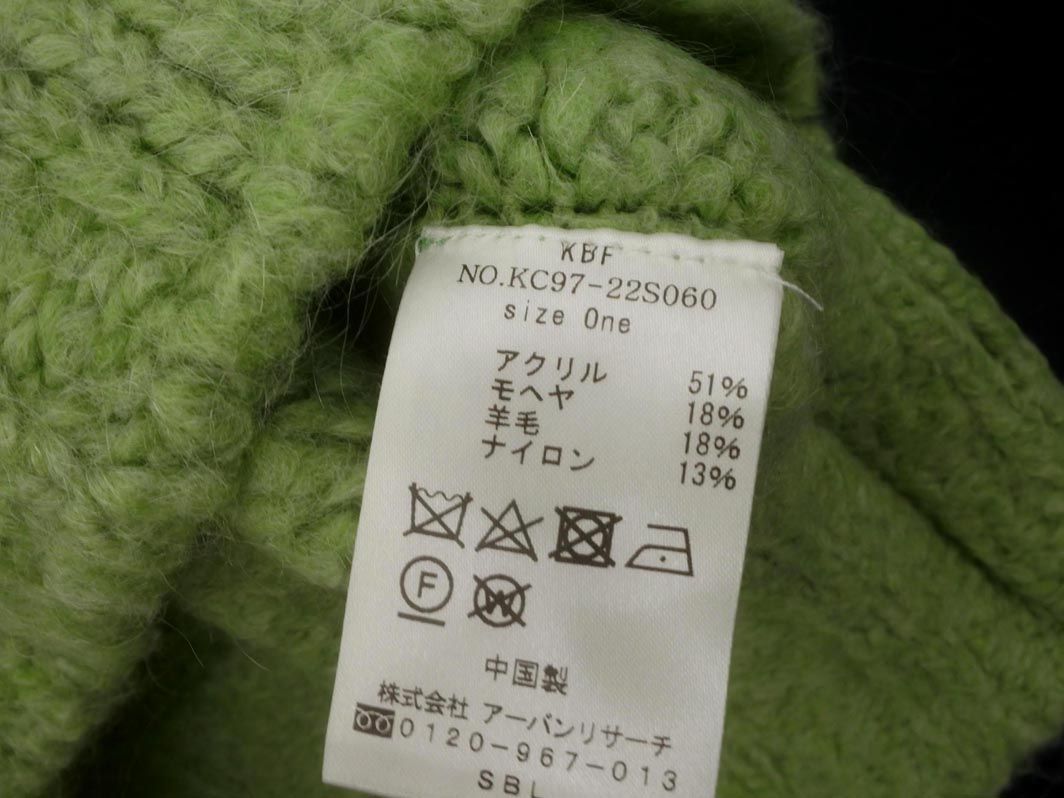 KBF
NO.KC97-22S060
size One
アクリル 51%
モヘヤ 18%
羊毛 18%
ナイロン 13%
F
W
中国製
株式会社 アーバンリサーチ
0120-967-013
SBL